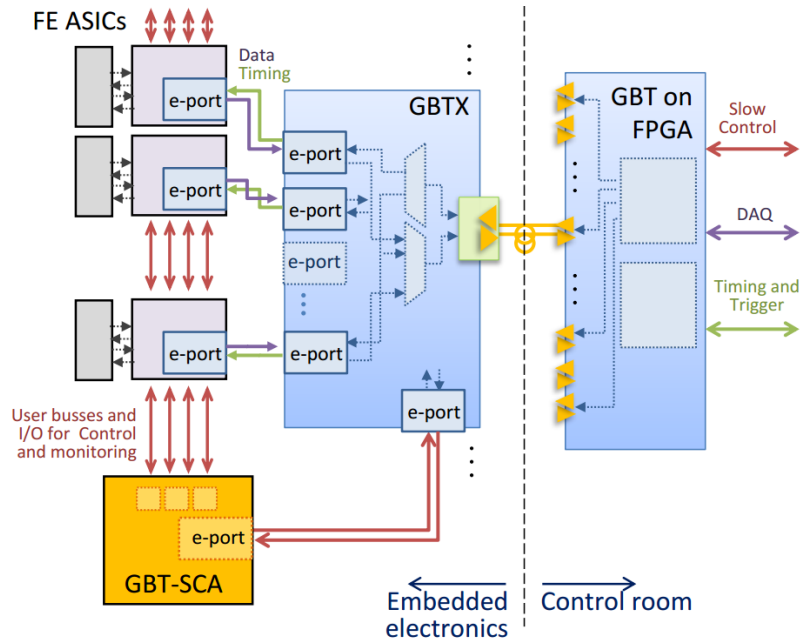 FE ASICs
Data
Timing
e-port
e-port
e-port
GBTX
e-port
e-port
e-port
e-port
e-port
GBT on
FPGA
Slow
Control
DAQ
Timing and
Trigger
User busses and
I/O for Control
and monitoring
e-port
GBT-SCA
Embedded
electronics
Control room